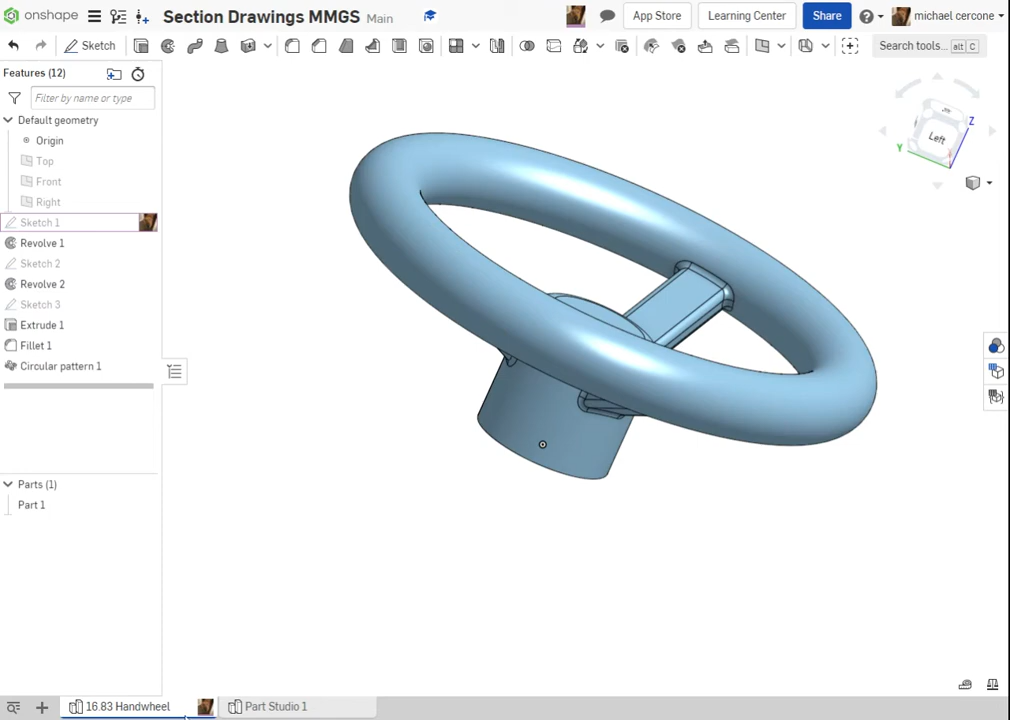 onshape Section Drawings MMGS Main App Store Learning Center Share michael cercone
Sketch Search tools... alt C
Features (12)
Filter by name or type
Default geometry
Origin
Top
Front
Right
Sketch 1
Revolve 1
Sketch 2
Revolve 2
Sketch 3
Extrude 1
Fillet 1
Circular pattern 1
Parts (1)
Part 1
Left
Z
Y
16.83 Handwheel Part Studio 1